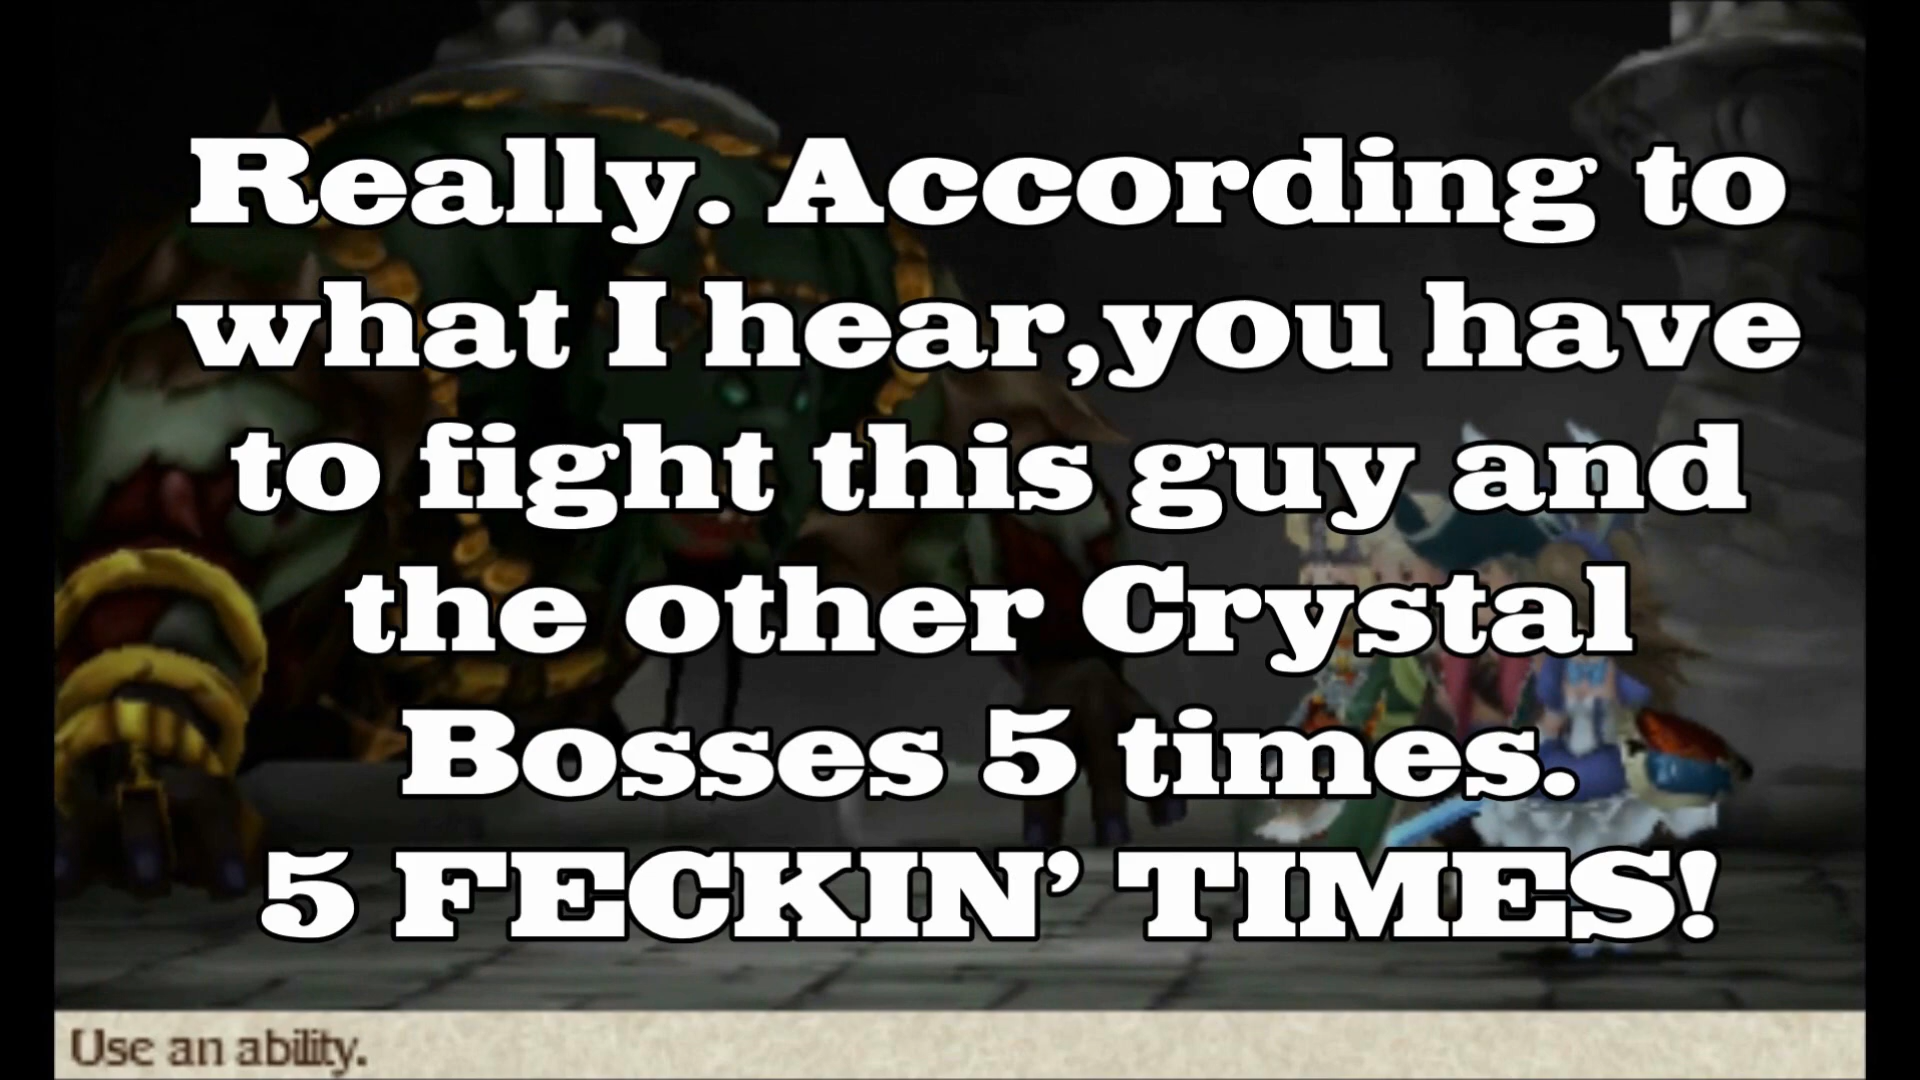 Really. According to
what I hear,you have
to fight this guy and
the other Crystal
Bosses 5 times.
5 FECKIN’ TIMES!
Use an ability.